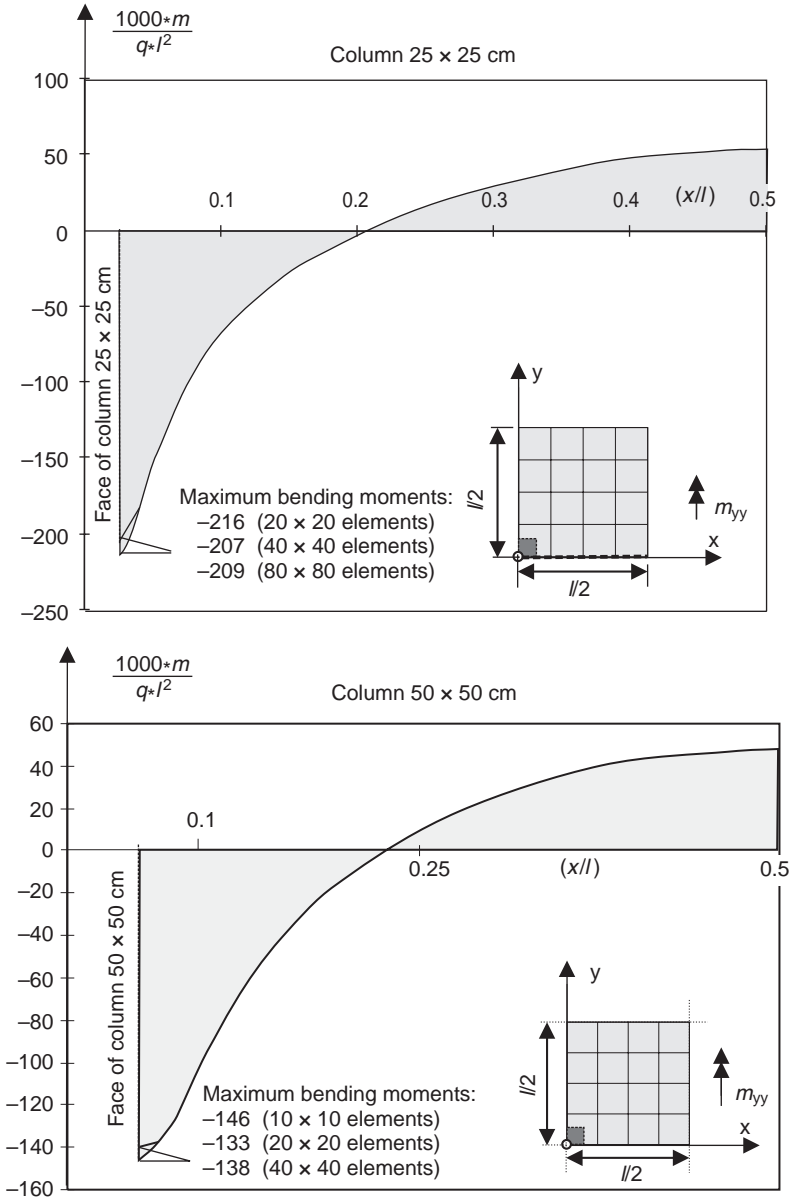 1000*m
q*l²
Column 25 × 25 cm
100
50
0.1 0.2 0.3 0.4 (x/l) 0.5
0
–50
–100
–150
–200
–250
Face of column 25 × 25 cm
Maximum bending moments:
–216 (20 × 20 elements)
–207 (40 × 40 elements)
–209 (80 × 80 elements)
y
l/2
m_yy
x
l/2
1000*m
q*l²
Column 50 × 50 cm
60
40
20
0.1
0
0.25 (x/l) 0.5
–20
–40
–60
–80
–100
–120
–140
–160
Face of column 50 × 50 cm
Maximum bending moments:
–146 (10 × 10 elements)
–133 (20 × 20 elements)
–138 (40 × 40 elements)
y
l/2
m_yy
x
l/2